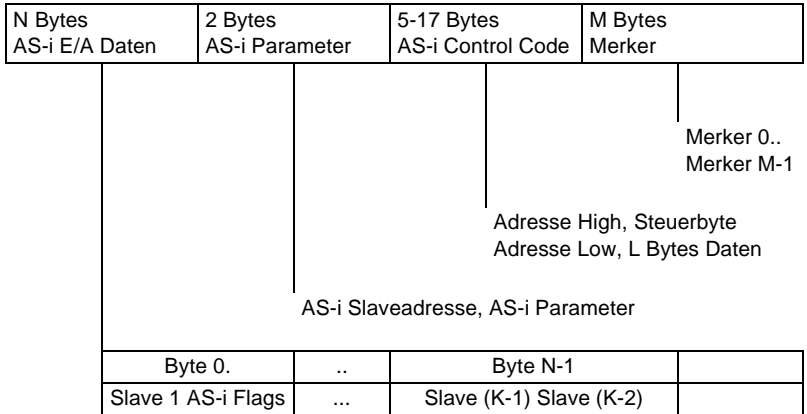 N Bytes
AS-i E/A Daten
2 Bytes
AS-i Parameter
5-17 Bytes
AS-i Control Code
M Bytes
Merker
Merker 0..
Merker M-1
Adresse High, Steuerbyte
Adresse Low, L Bytes Daten
AS-i Slaveadresse, AS-i Parameter
Byte 0. .. Byte N-1
Slave 1 AS-i Flags ... Slave (K-1) Slave (K-2)